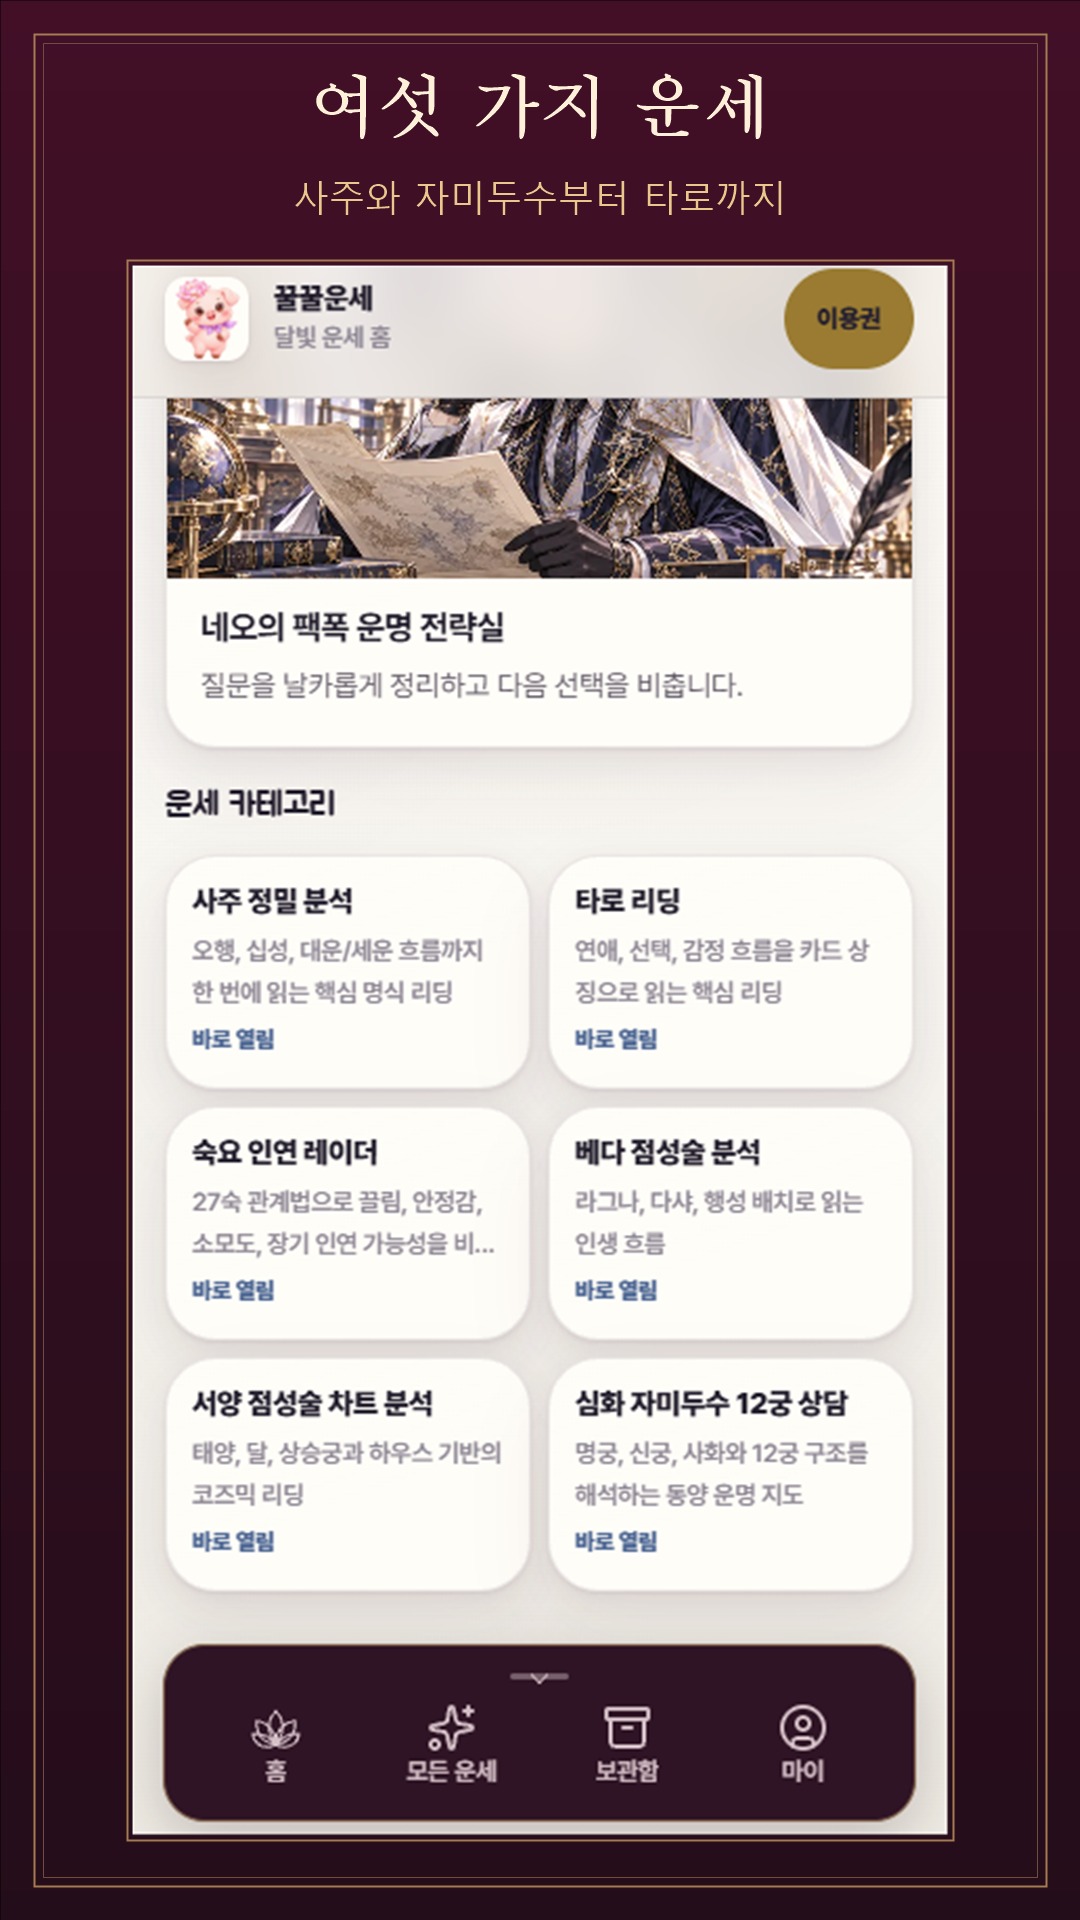 여섯 가지 운세
사주와 자미두수부터 타로까지
꿀꿀운세
달빛 운세 홈
이용권
네오의 팩폭 운명 전략실
질문을 날카롭게 정리하고 다음 선택을 비춥니다.
운세 카테고리
사주 정밀 분석
오행, 십성, 대운/세운 흐름까지
한 번에 읽는 핵심 명식 리딩
바로 열림
타로 리딩
연애, 선택, 감정 흐름을 카드 상
징으로 읽는 핵심 리딩
바로 열림
숙요 인연 레이더
27숙 관계법으로 끌림, 안정감,
소모도, 장기 인연 가능성을 비...
바로 열림
베다 점성술 분석
라그나, 다샤, 행성 배치로 읽는
인생 흐름
바로 열림
서양 점성술 차트 분석
태양, 달, 상승궁과 하우스 기반의
코즈믹 리딩
바로 열림
심화 자미두수 12궁 상담
명궁, 신궁, 사화와 12궁 구조를
해석하는 동양 운명 지도
바로 열림
홈
모든 운세
보관함
마이